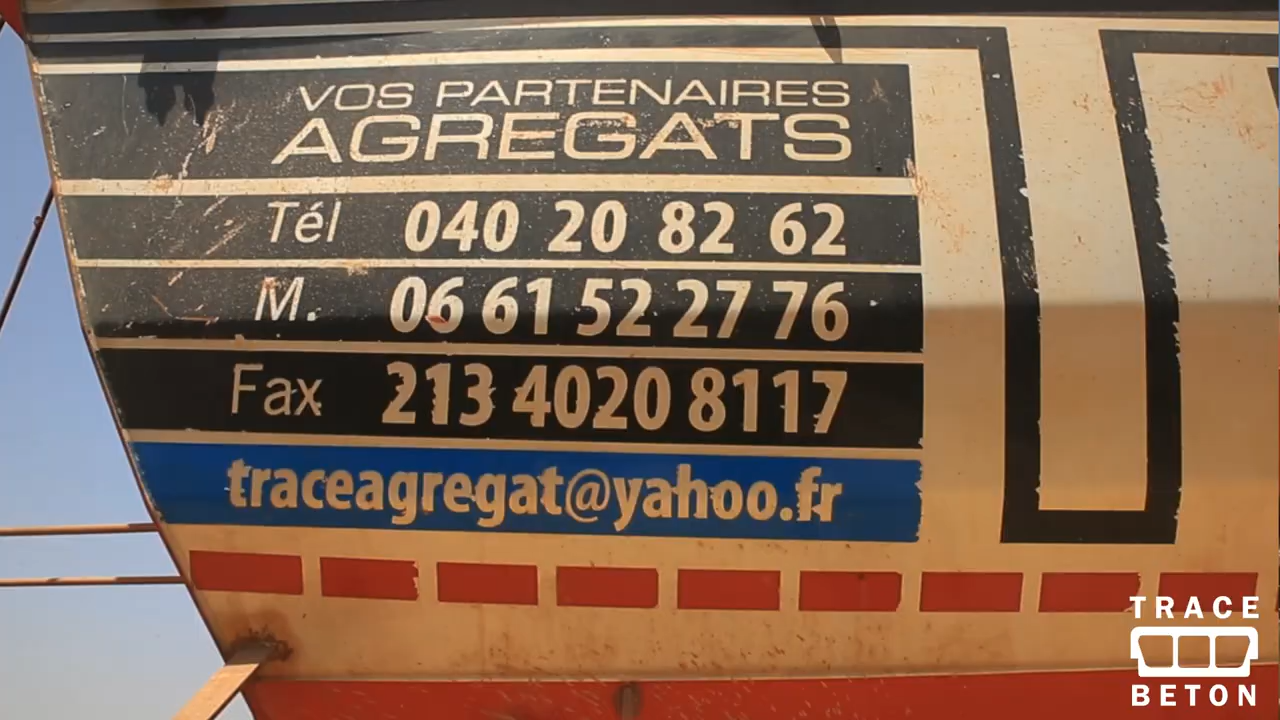 VOS PARTENAIRES
AGREGATS
Tél 040 20 82 62
M. 06 61 52 27 76
Fax 213 4020 8117
traceagregat@yahoo.fr
TRACE
BETON